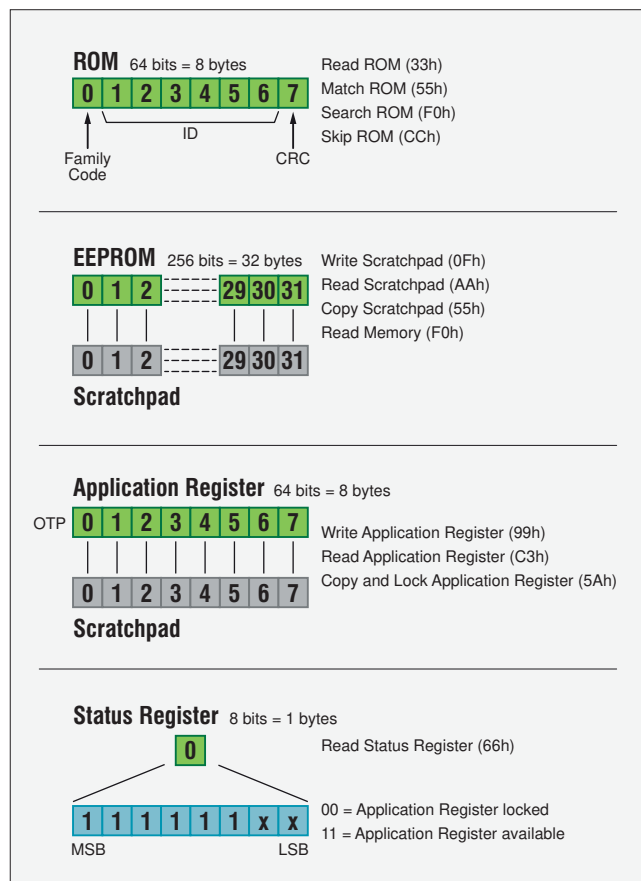 ROM 64 bits = 8 bytes
Read ROM (33h)
Match ROM (55h)
Search ROM (F0h)
Skip ROM (CCh)
0 1 2 3 4 5 6 7
ID
Family
Code
CRC
EEPROM 256 bits = 32 bytes
Write Scratchpad (0Fh)
Read Scratchpad (AAh)
Copy Scratchpad (55h)
Read Memory (F0h)
0 1 2 29 30 31
0 1 2 29 30 31
Scratchpad
Application Register 64 bits = 8 bytes
OTP 0 1 2 3 4 5 6 7
Write Application Register (99h)
Read Application Register (C3h)
Copy and Lock Application Register (5Ah)
0 1 2 3 4 5 6 7
Scratchpad
Status Register 8 bits = 1 bytes
Read Status Register (66h)
0
1 1 1 1 1 1 x x
MSB LSB
00 = Application Register locked
11 = Application Register available